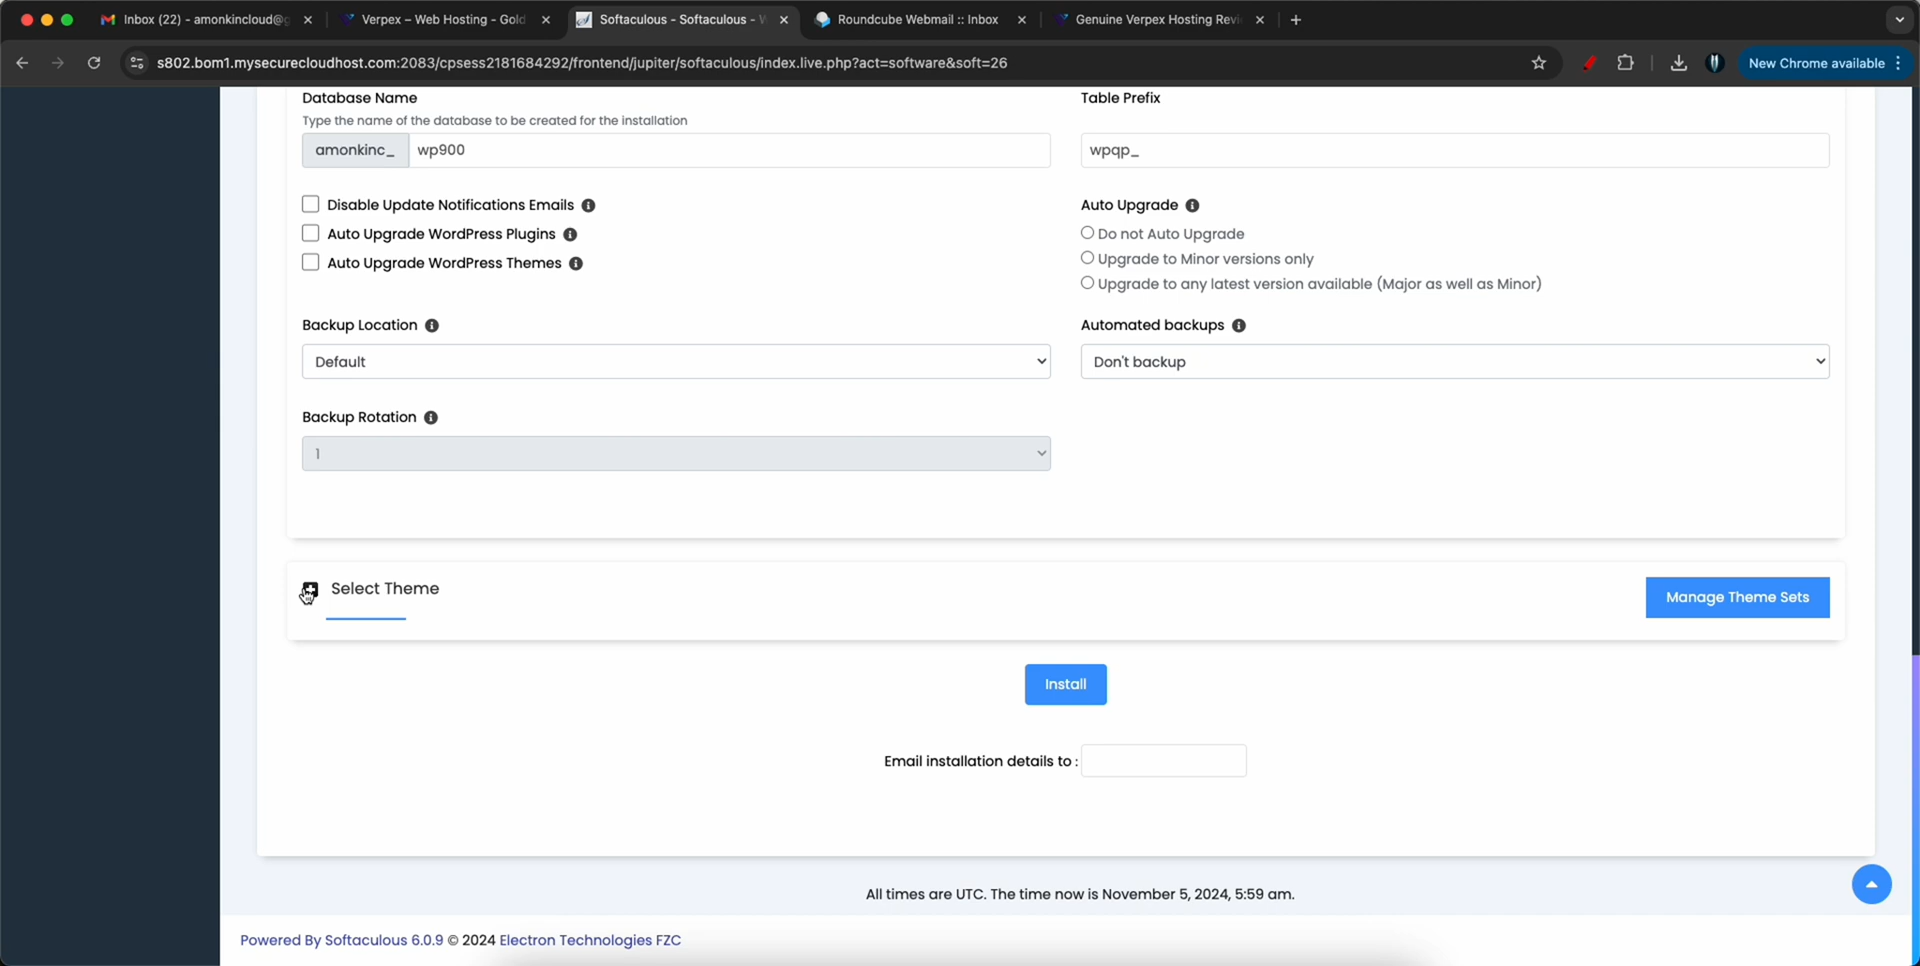 Inbox (22) - amonkincloud@g
Verpex – Web Hosting - Gold
Softaculous - Softaculous - W
Roundcube Webmail :: Inbox
Genuine Verpex Hosting Revi
s802.bom1.mysecurecloudhost.com:2083/cpsess2181684292/frontend/jupiter/softaculous/index.live.php?act=software&soft=26
New Chrome available
Database Name
Type the name of the database to be created for the installation
amonkinc_ wp900
Table Prefix
wpqp_
Disable Update Notifications Emails
Auto Upgrade WordPress Plugins
Auto Upgrade WordPress Themes
Auto Upgrade
Do not Auto Upgrade
Upgrade to Minor versions only
Upgrade to any latest version available (Major as well as Minor)
Backup Location
Default
Automated backups
Don't backup
Backup Rotation
1
Select Theme
Manage Theme Sets
Install
Email installation details to :
All times are UTC. The time now is November 5, 2024, 5:59 am.
Powered By Softaculous 6.0.9 © 2024 Electron Technologies FZC